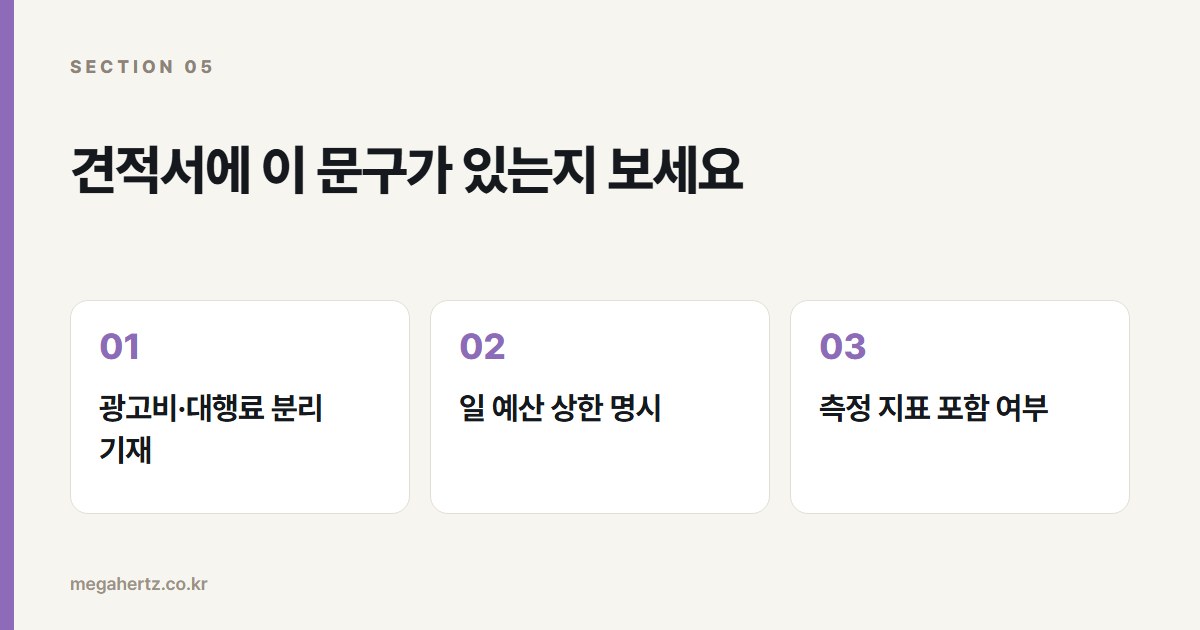 SECTION 05
견적서에 이 문구가 있는지 보세요
01
광고비·대행료 분리
기재
02
일 예산 상한 명시
03
측정 지표 포함 여부
megahertz.co.kr